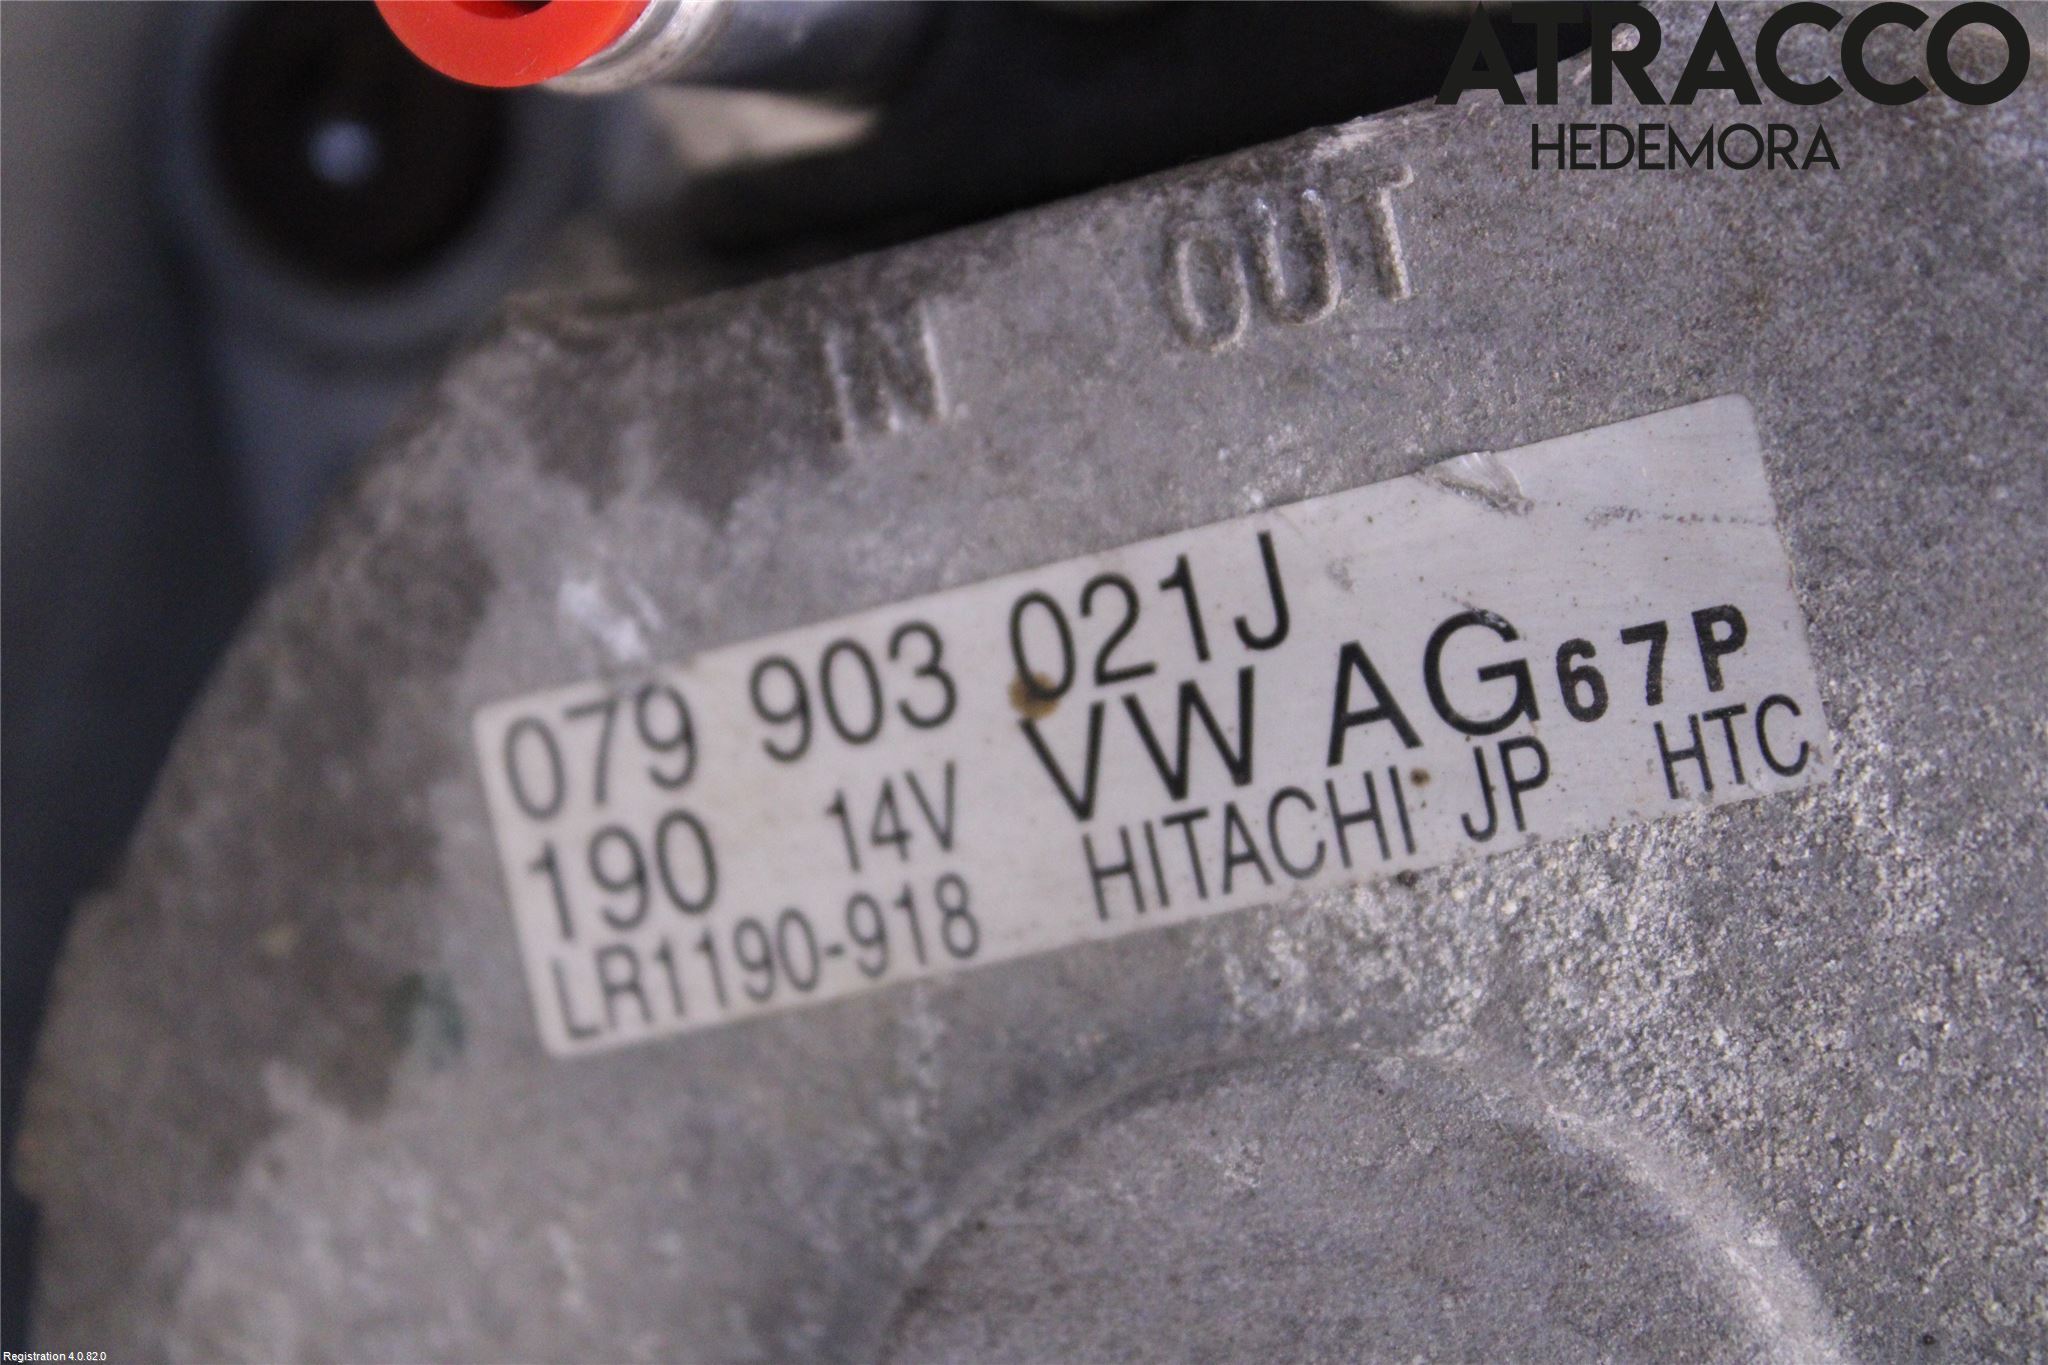 ATRACCO
HEDEMORA
IN OUT
079 903 021J
190 14V VW AG 67P
LR1190-918 HITACHI JP HTC
Registration 4.0.82.0